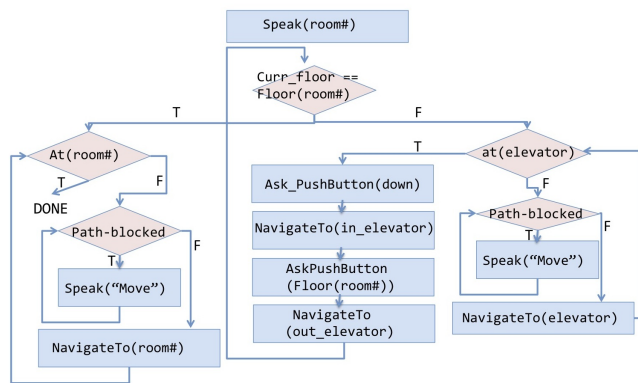 Speak(room#)
Curr_floor ==
Floor(room#)
T
F
At(room#)
T
F
DONE
Path-blocked
F
T
Speak(“Move”)
NavigateTo(room#)
T
at(elevator)
F
Ask_PushButton(down)
NavigateTo(in_elevator)
AskPushButton
(Floor(room#))
NavigateTo
(out_elevator)
Path-blocked
T
F
Speak(“Move”)
NavigateTo(elevator)